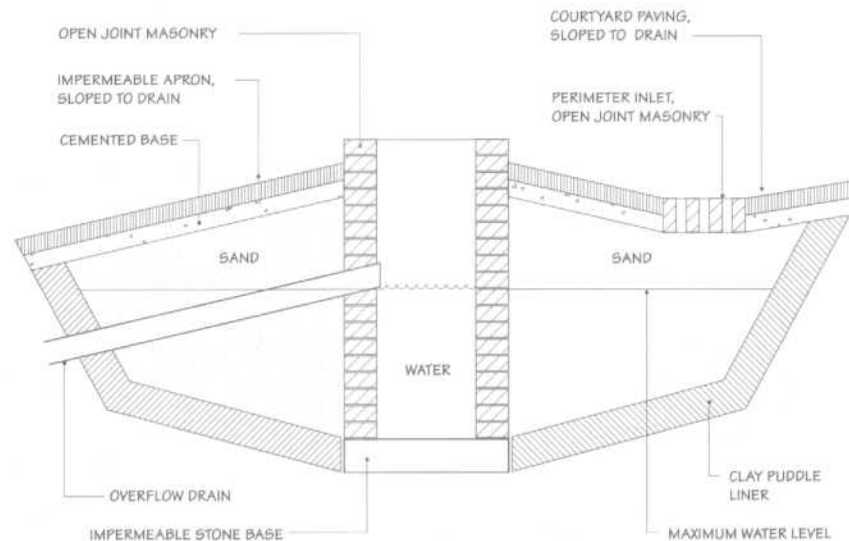 OPEN JOINT MASONRY
IMPERMEABLE APRON,
SLOPED TO DRAIN
CEMENTED BASE
COURTYARD PAVING,
SLOPED TO DRAIN
PERIMETER INLET,
OPEN JOINT MASONRY
SAND
SAND
WATER
OVERFLOW DRAIN
IMPERMEABLE STONE BASE
CLAY PUDDLE
LINER
MAXIMUM WATER LEVEL